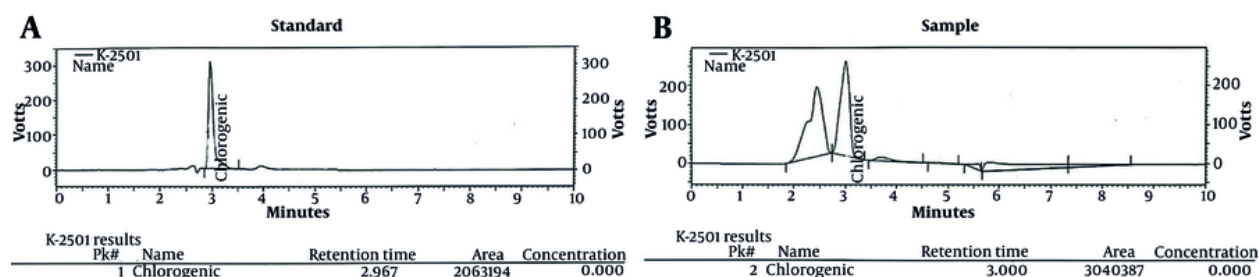 A
Standard
K-2501
Name
300
200
100
0
Votts
Chlorogenic
300
200
100
0
Votts
0 1 2 3 4 5 6 7 8 9 10
Minutes
K-2501 results
Pk# Name Retention time Area Concentration
1 Chlorogenic 2.967 2063194 0.000
B
Sample
K-2501
Name
200
100
0
Votts
Chlorogenic
200
100
0
Votts
0 1 2 3 4 5 6 7 8 9 10
Minutes
K-2501 results
Pk# Name Retention time Area Concentration
2 Chlorogenic 3.000 3040387 0.000